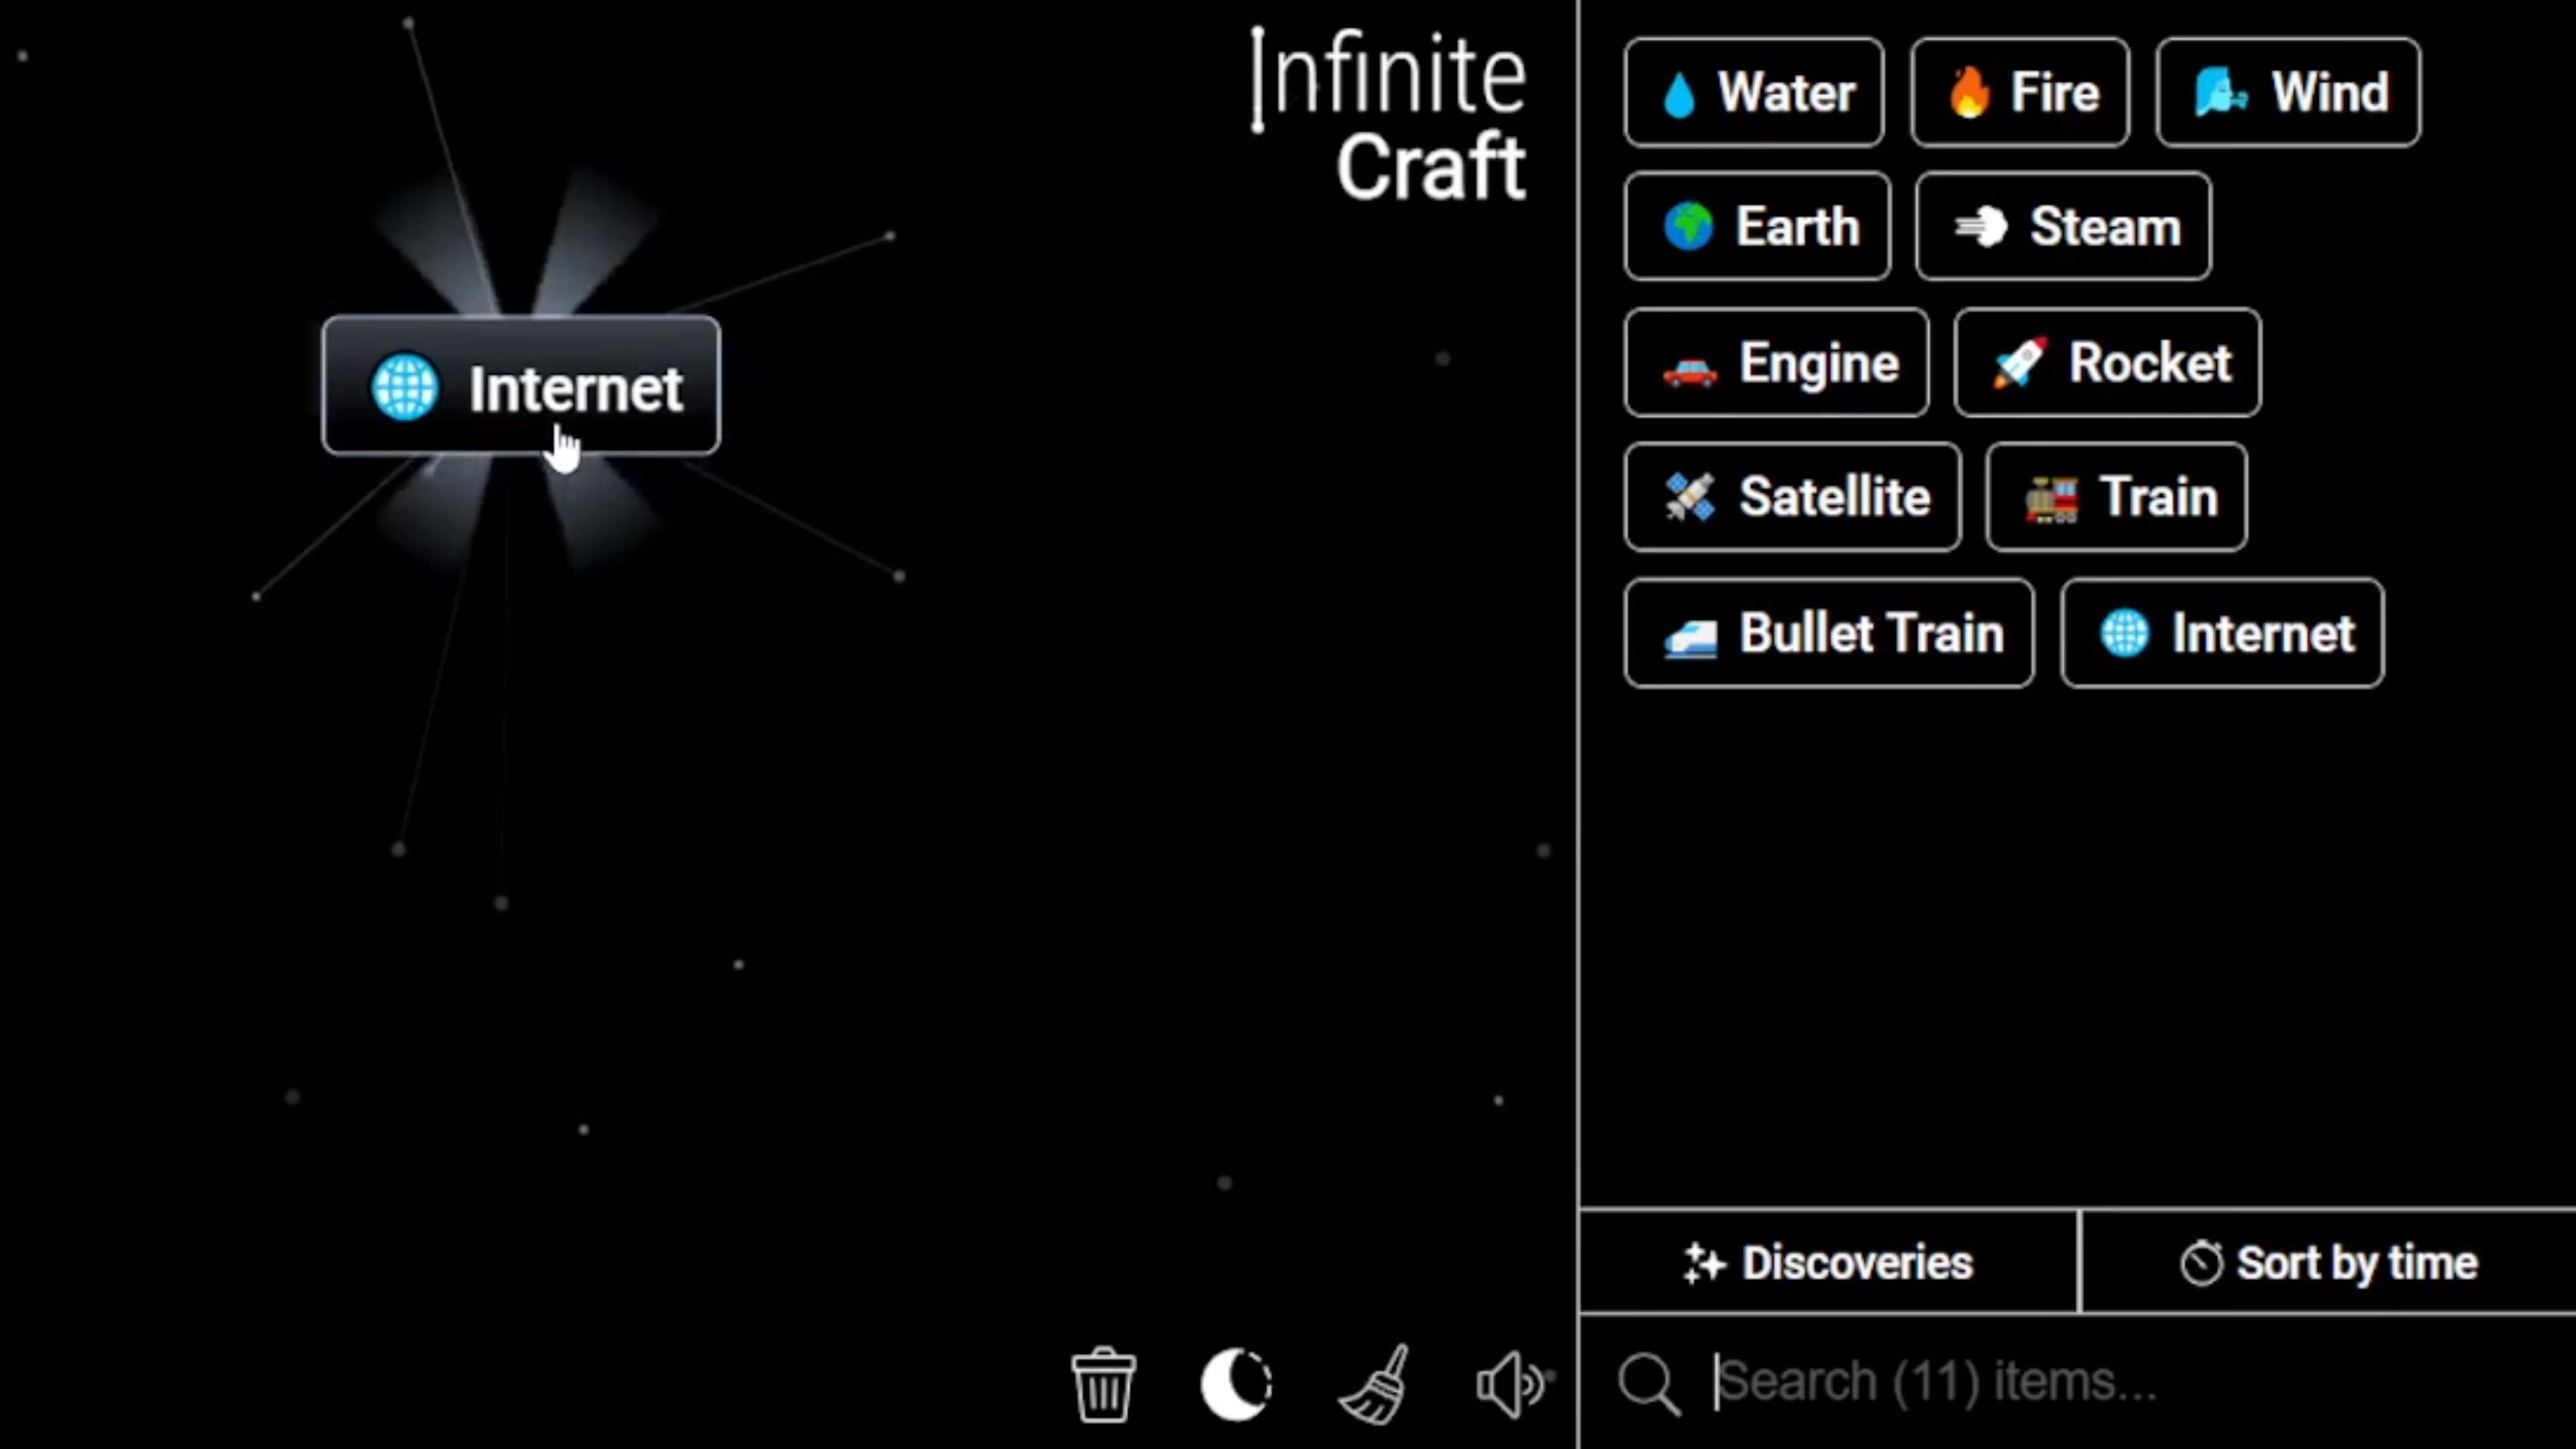 Infinite
Craft
Internet
Water Fire Wind
Earth Steam
Engine Rocket
Satellite Train
Bullet Train Internet
Discoveries Sort by time
Search (11) items...